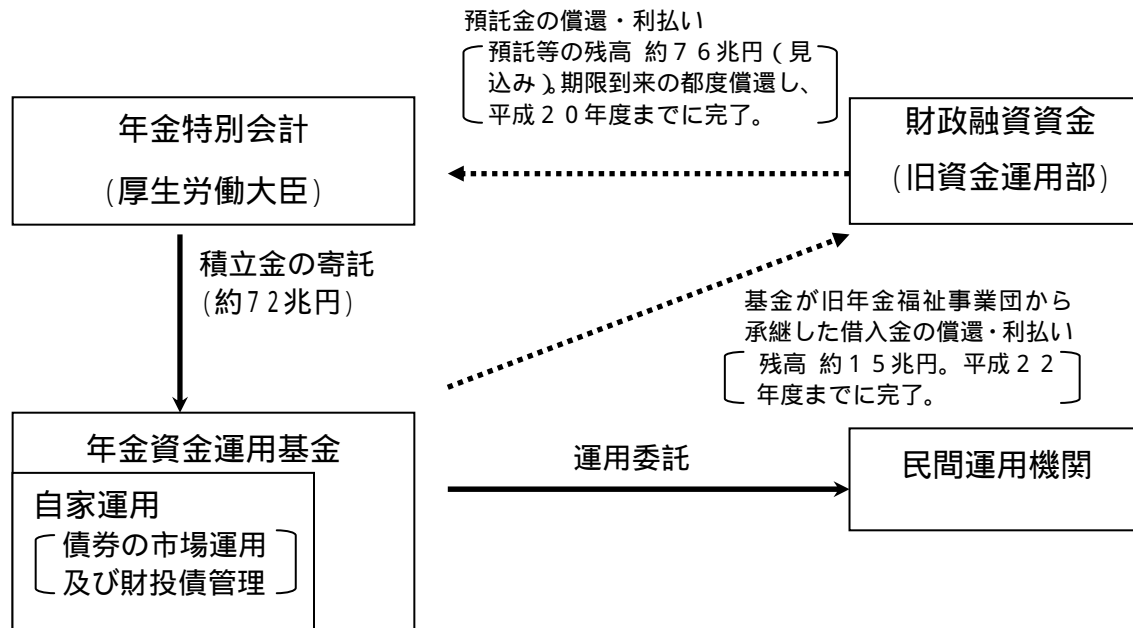 預託金の償還・利払い
預託等の残高 約７６兆円（見
込み）。期限到来の都度償還し、
平成２０年度までに完了。
年金特別会計
(厚生労働大臣)
財政融資資金
(旧資金運用部)
積立金の寄託
(約72兆円)
基金が旧年金福祉事業団から
承継した借入金の償還・利払い
残高 約１５兆円。平成２２
年度までに完了。
年金資金運用基金
運用委託
民間運用機関
自家運用
債券の市場運用
及び財投債管理